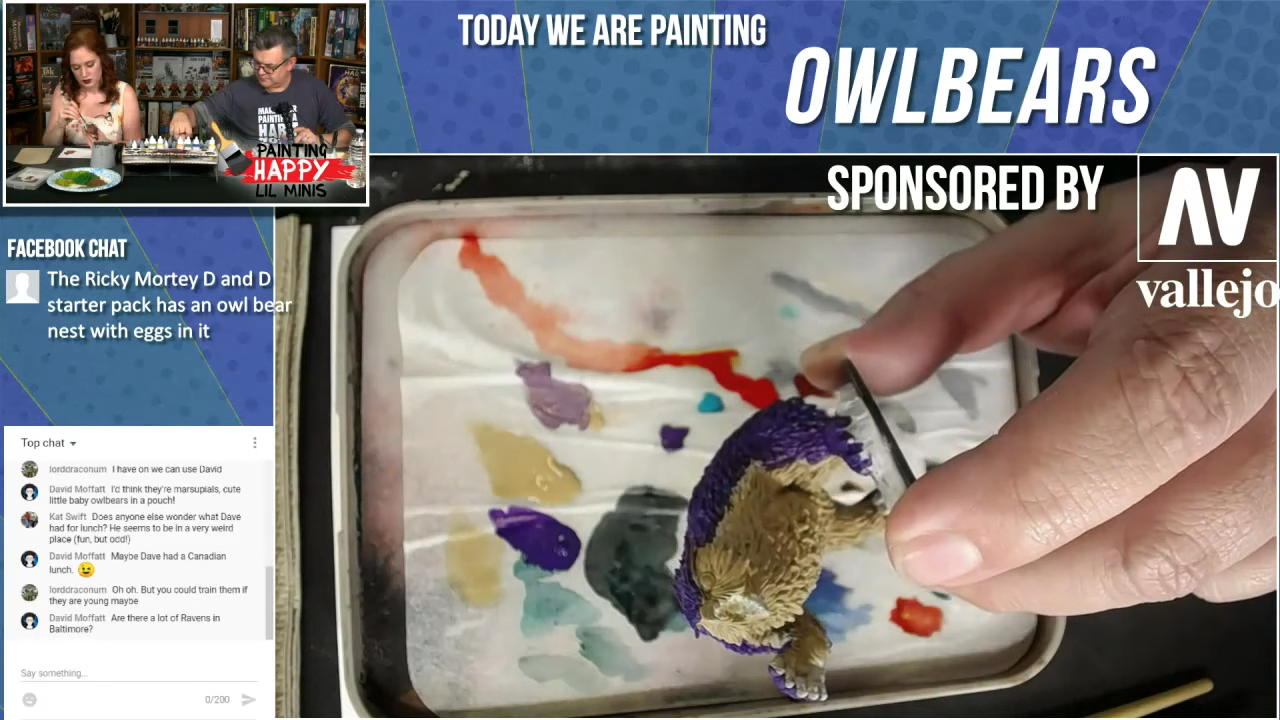 TODAY WE ARE PAINTING
OWLBEARS
SPONSORED BY
AV
vallejo
PAINTING
HAPPY
LIL MINIS
FACEBOOK CHAT
The Ricky Mortey D and D
starter pack has an owl bear
nest with eggs in it
Top chat
lorddraconum I have on we can use David
David Moffatt I'd think they're marsupials, cute
little baby owlbears in a pouch!
Kat Swift Does anyone else wonder what Dave
had for lunch? He seems to be in a very weird
place (fun, but odd!)
David Moffatt Maybe Dave had a Canadian
lunch. 😉
lorddraconum Oh oh. But you could train them if
they are young maybe
David Moffatt Are there a lot of Ravens in
Baltimore?
Say something...
0/200